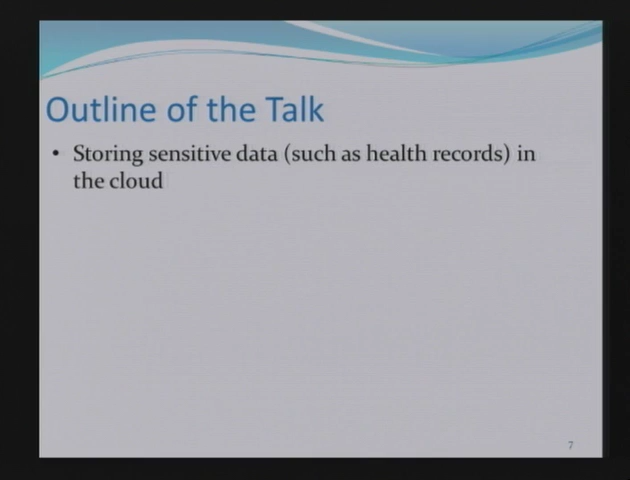 Outline of the Talk
• Storing sensitive data (such as health records) in
the cloud
7